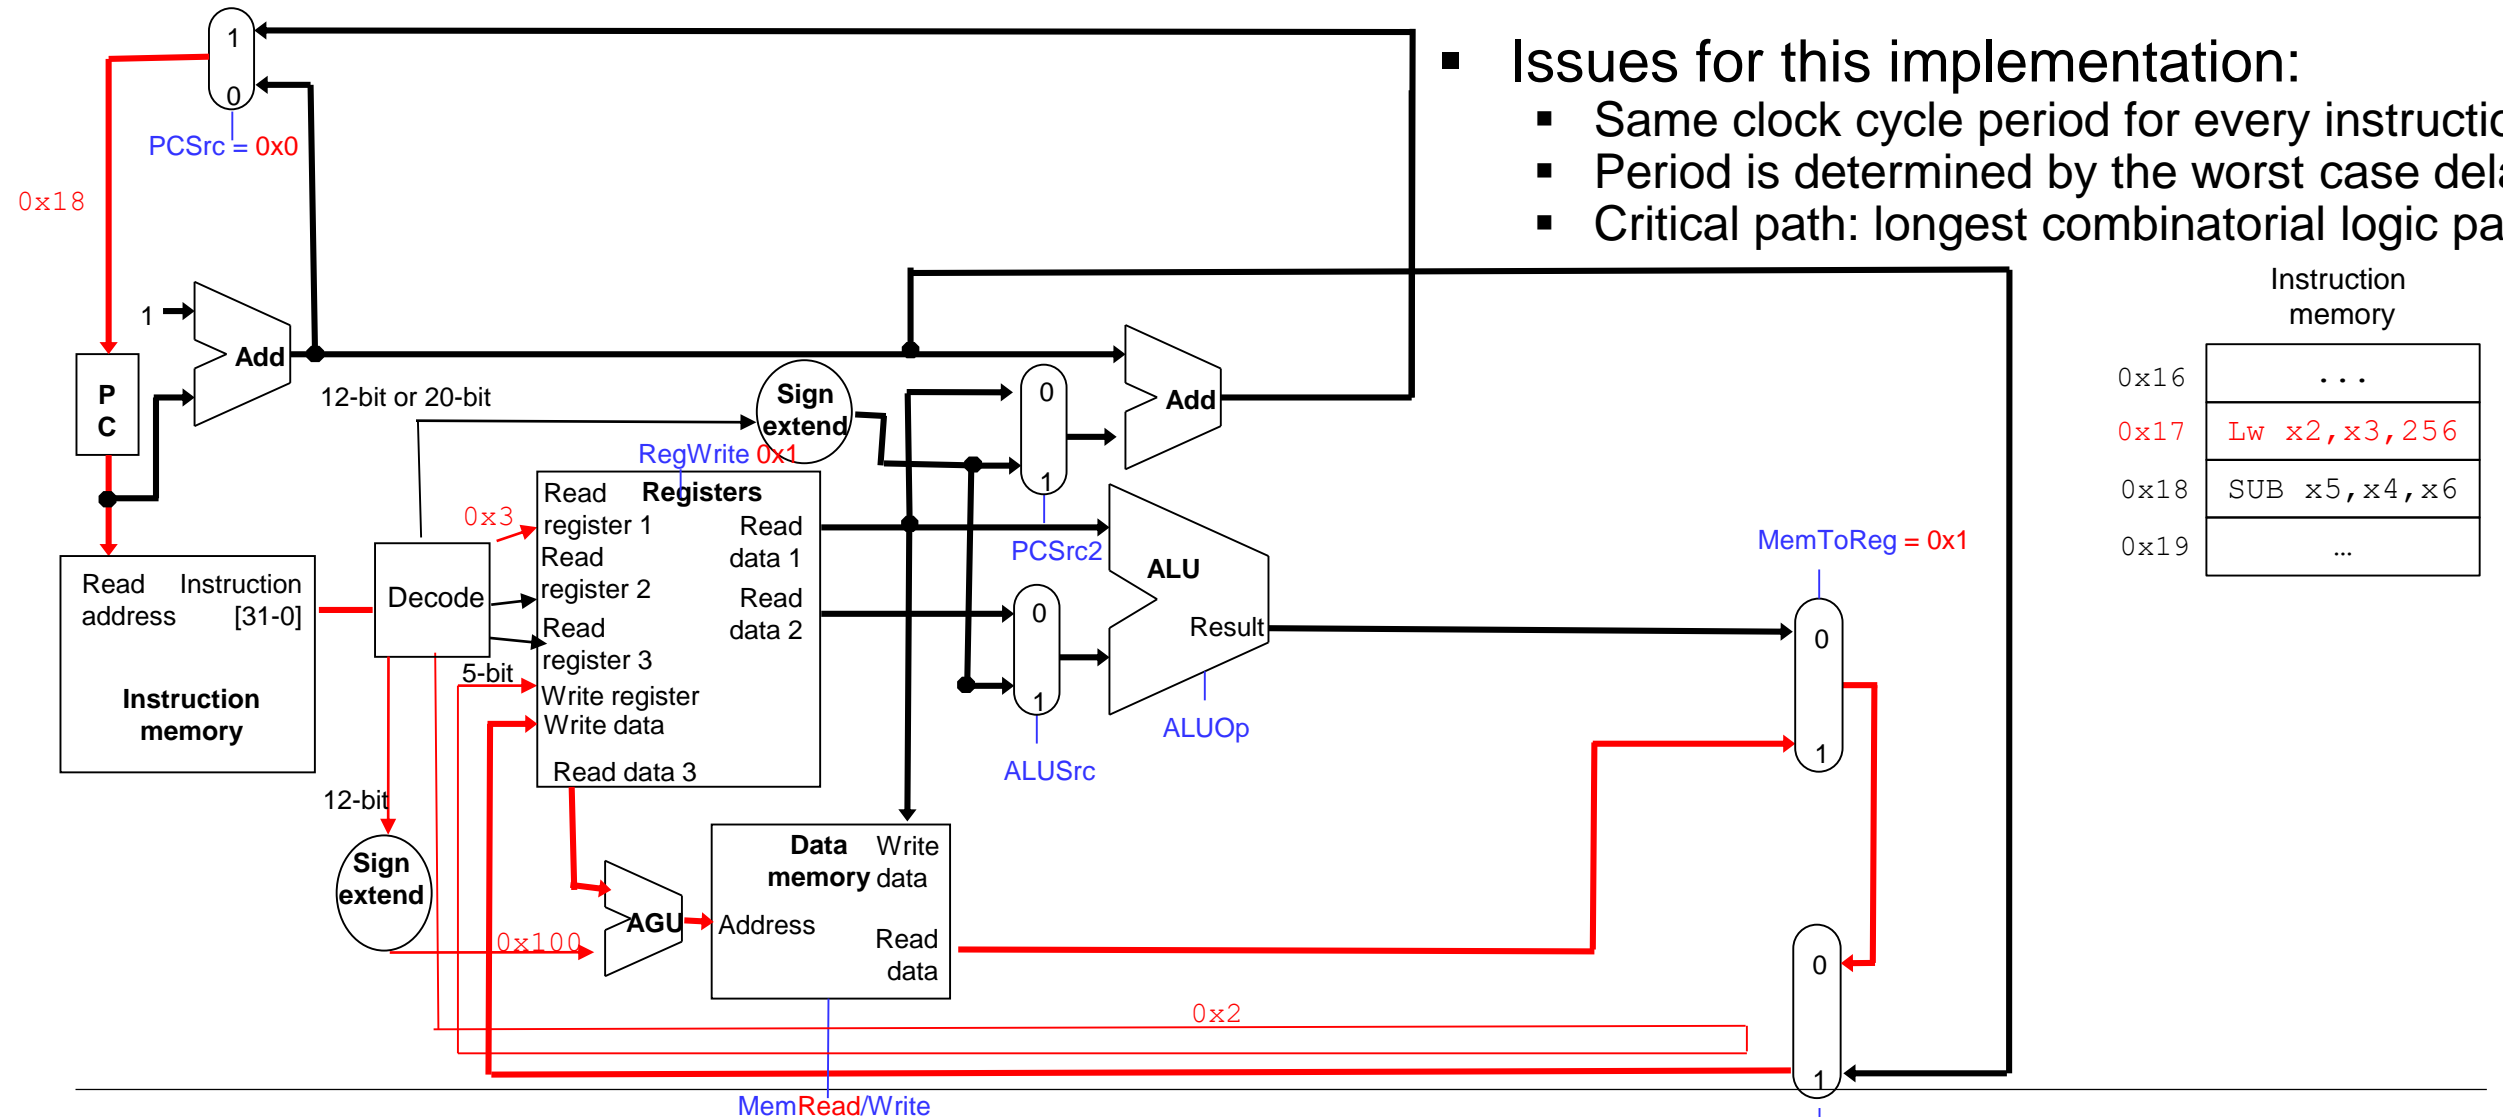 1
0
PCSrc = 0x0
0x18
▪ Issues for this implementation:
▪ Same clock cycle period for every instructio
▪ Period is determined by the worst case dela
▪ Critical path: longest combinatorial logic pa
Instruction
memory
0x16 ...
0x17 Lw x2,x3,256
0x18 SUB x5,x4,x6
0x19 …
1
Add
P
C
12-bit or 20-bit
Sign
extend
0
1
Add
PCSrc2
RegWrite 0x1
Registers
Read
register 1
Read
register 2
Read
register 3
Write register
Write data
Read data 3
Read
data 1
Read
data 2
0x3
Decode
5-bit
Read
address
Instruction
[31-0]
Instruction
memory
ALU
Result
ALUOp
0
1
ALUSrc
MemToReg = 0x1
0
1
12-bit
Sign
extend
0x100
AGU
Data
memory
Write
data
Address
Read
data
0x2
0
1
MemRead/Write